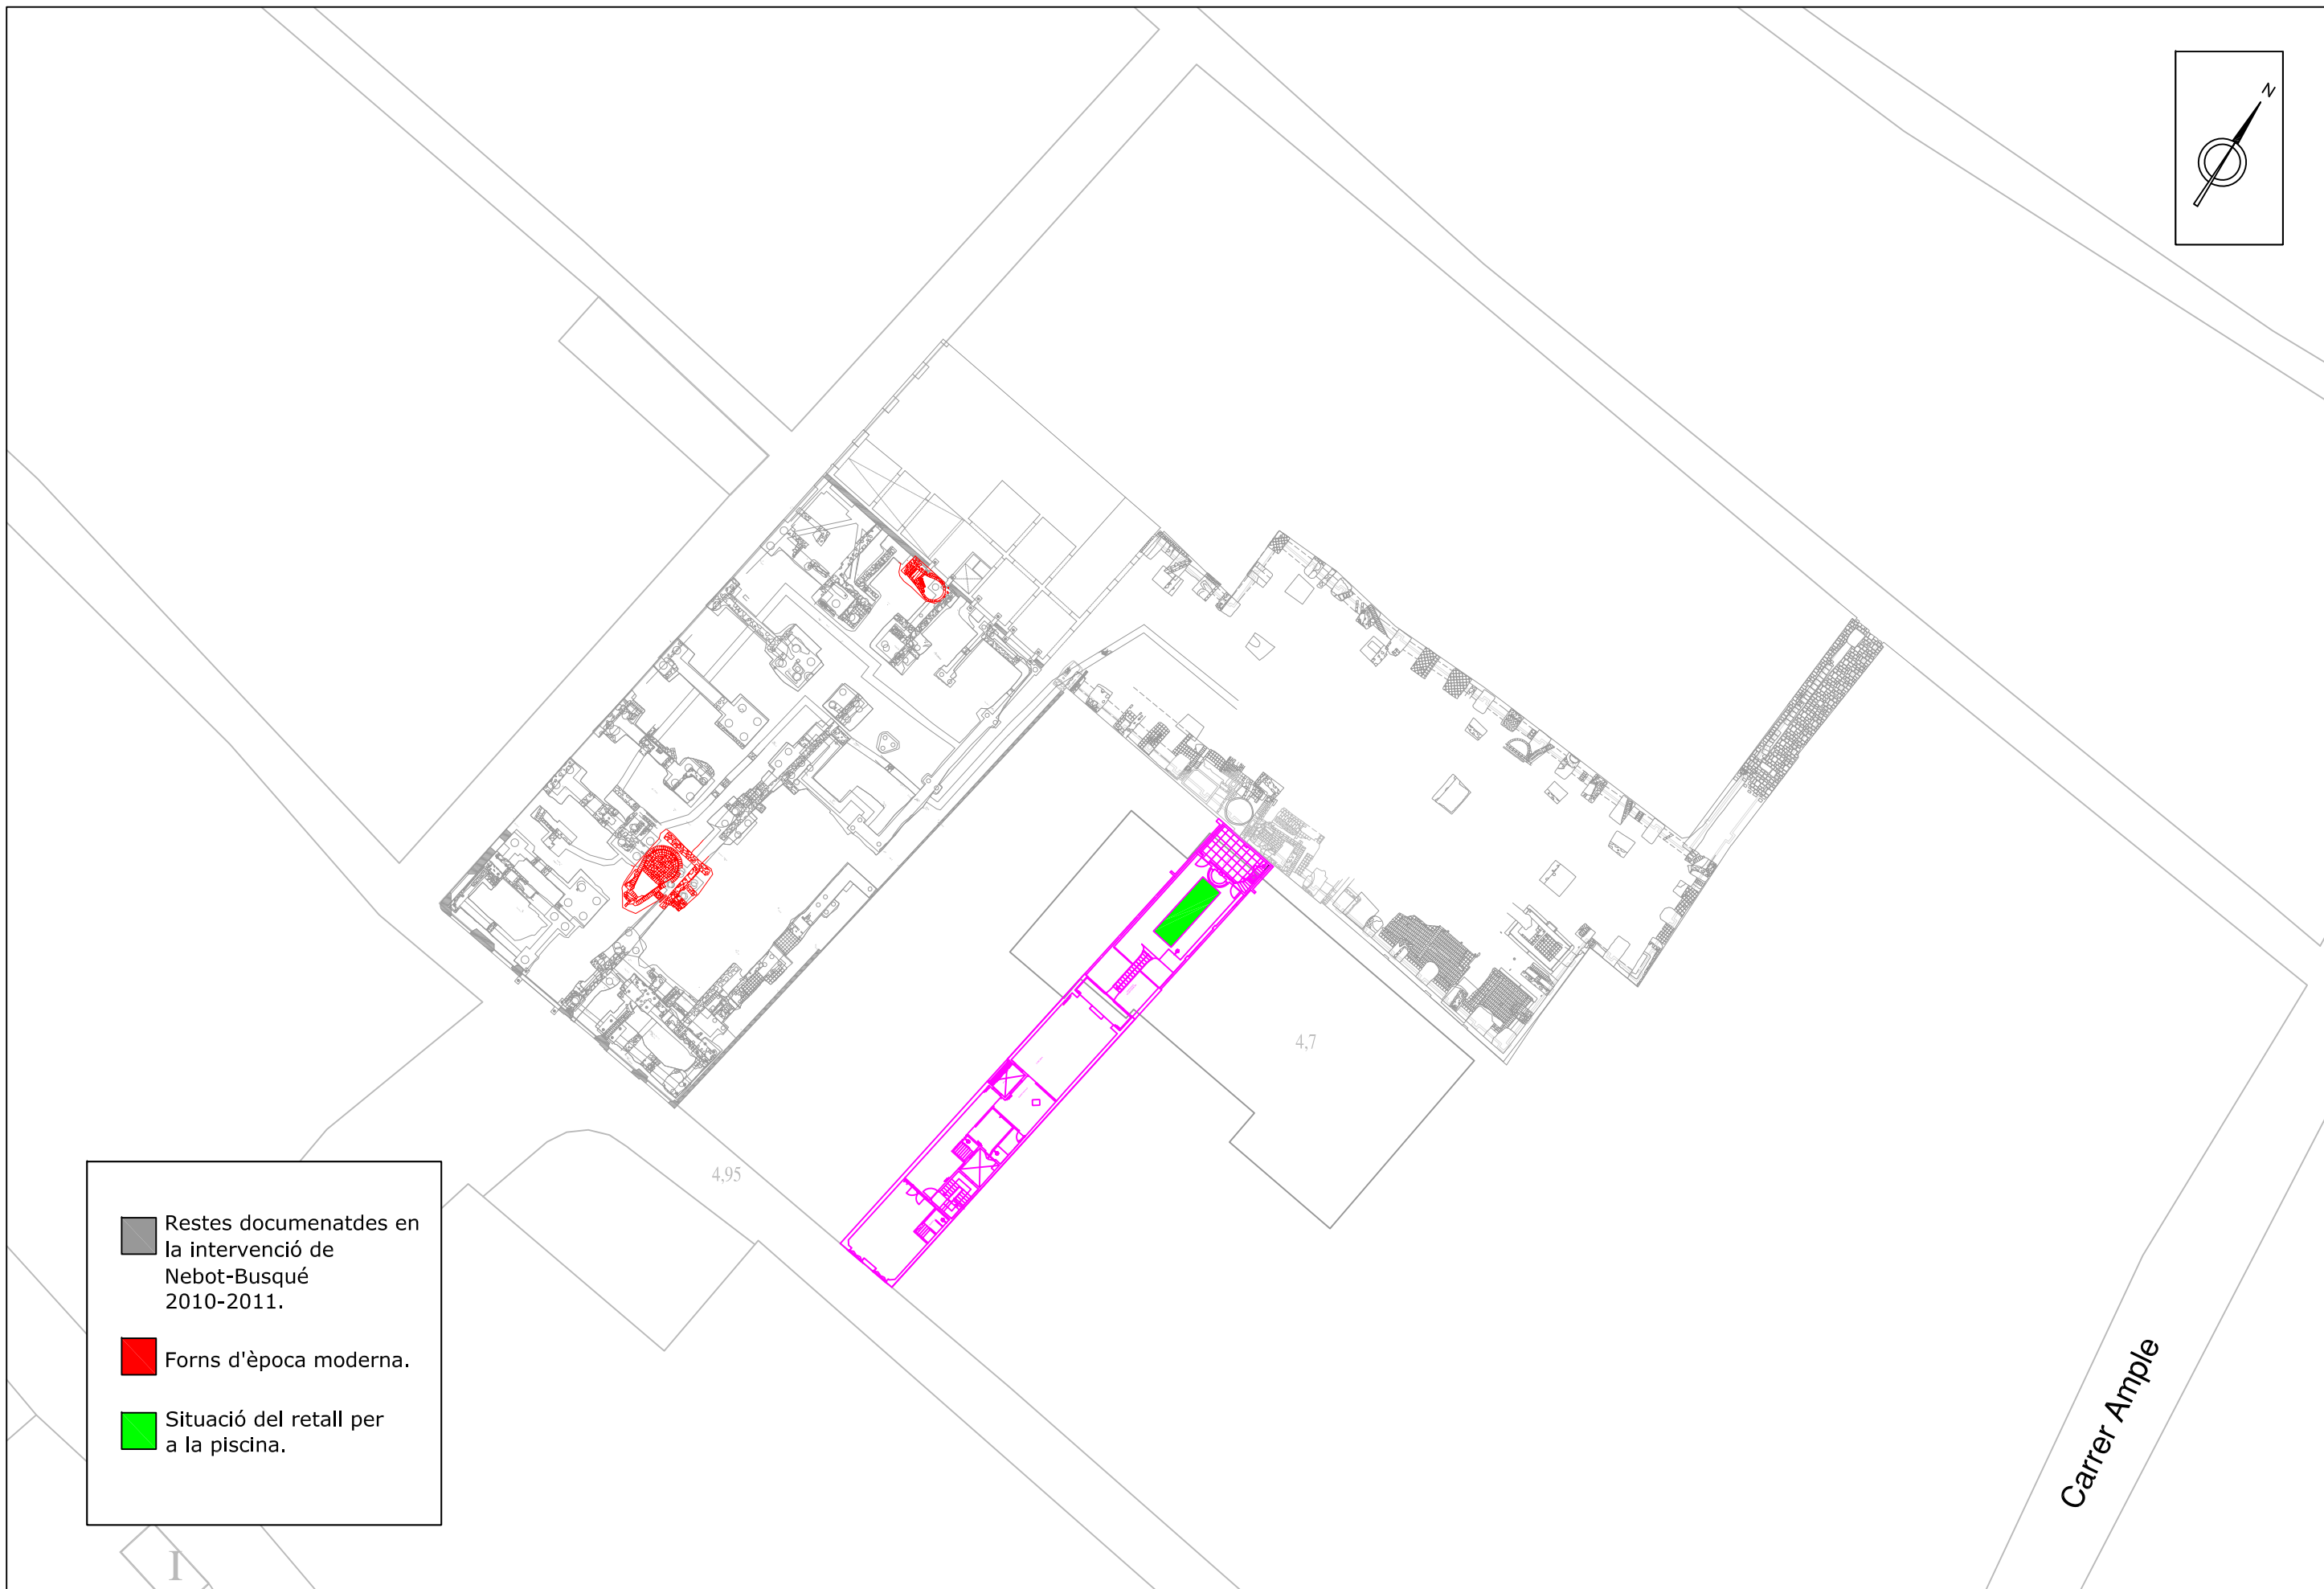 N
4,7
4,95
Restes documenatdes en
la intervenció de
Nebot-Busqué
2010-2011.
Forns d'època moderna.
Situació del retall per
a la piscina.
Carrer Ample
I